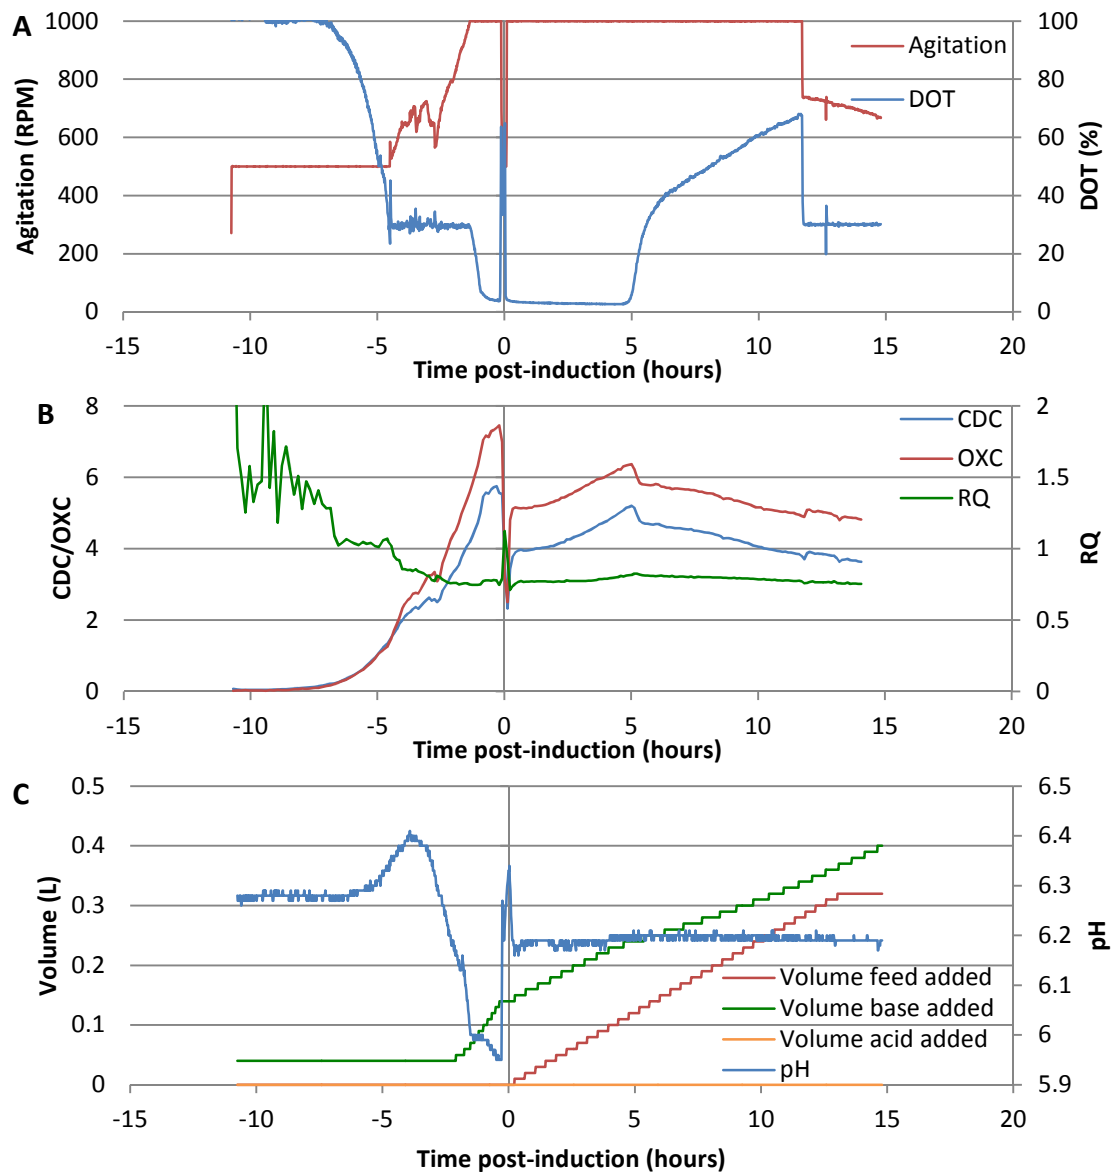 A
Agitation (RPM)
1000
800
600
400
200
0
-15
-10
-5
0
5
10
15
20
Time post-induction (hours)
100
80
60
40
20
0
DOT (%)
Agitation
DOT
B
CDC/OXC
8
6
4
2
0
-15
-10
-5
0
5
10
15
20
Time post-induction (hours)
2
1.5
1
0.5
0
RQ
CDC
OXC
RQ
C
Volume (L)
0.5
0.4
0.3
0.2
0.1
0
-15
-10
-5
0
5
10
15
20
Time post-induction (hours)
6.5
6.4
6.3
6.2
6.1
6
5.9
pH
Volume feed added
Volume base added
Volume acid added
pH